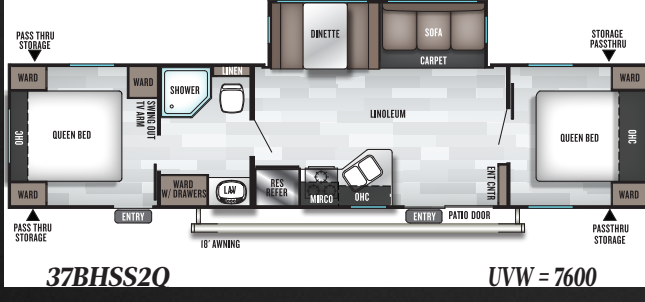 PASS THRU
STORAGE
DINETTE
SOFA
CARPET
STORAGE
PASSTHRU
WARD
WARD
LINEN
SHOWER
SWING OUT
TV ARM
OHC
QUEEN BED
LINOLEUM
QUEEN BED
OHC
WARD
WARD
WARD
W/ DRAWERS
LAV
RES
REFER
MIRCO
OHC
ENT CNTR
WARD
ENTRY
ENTRY
PATIO DOOR
PASS THRU
STORAGE
18' AWNING
PASSTHRU
STORAGE
37BHSS2Q
UVW = 7600